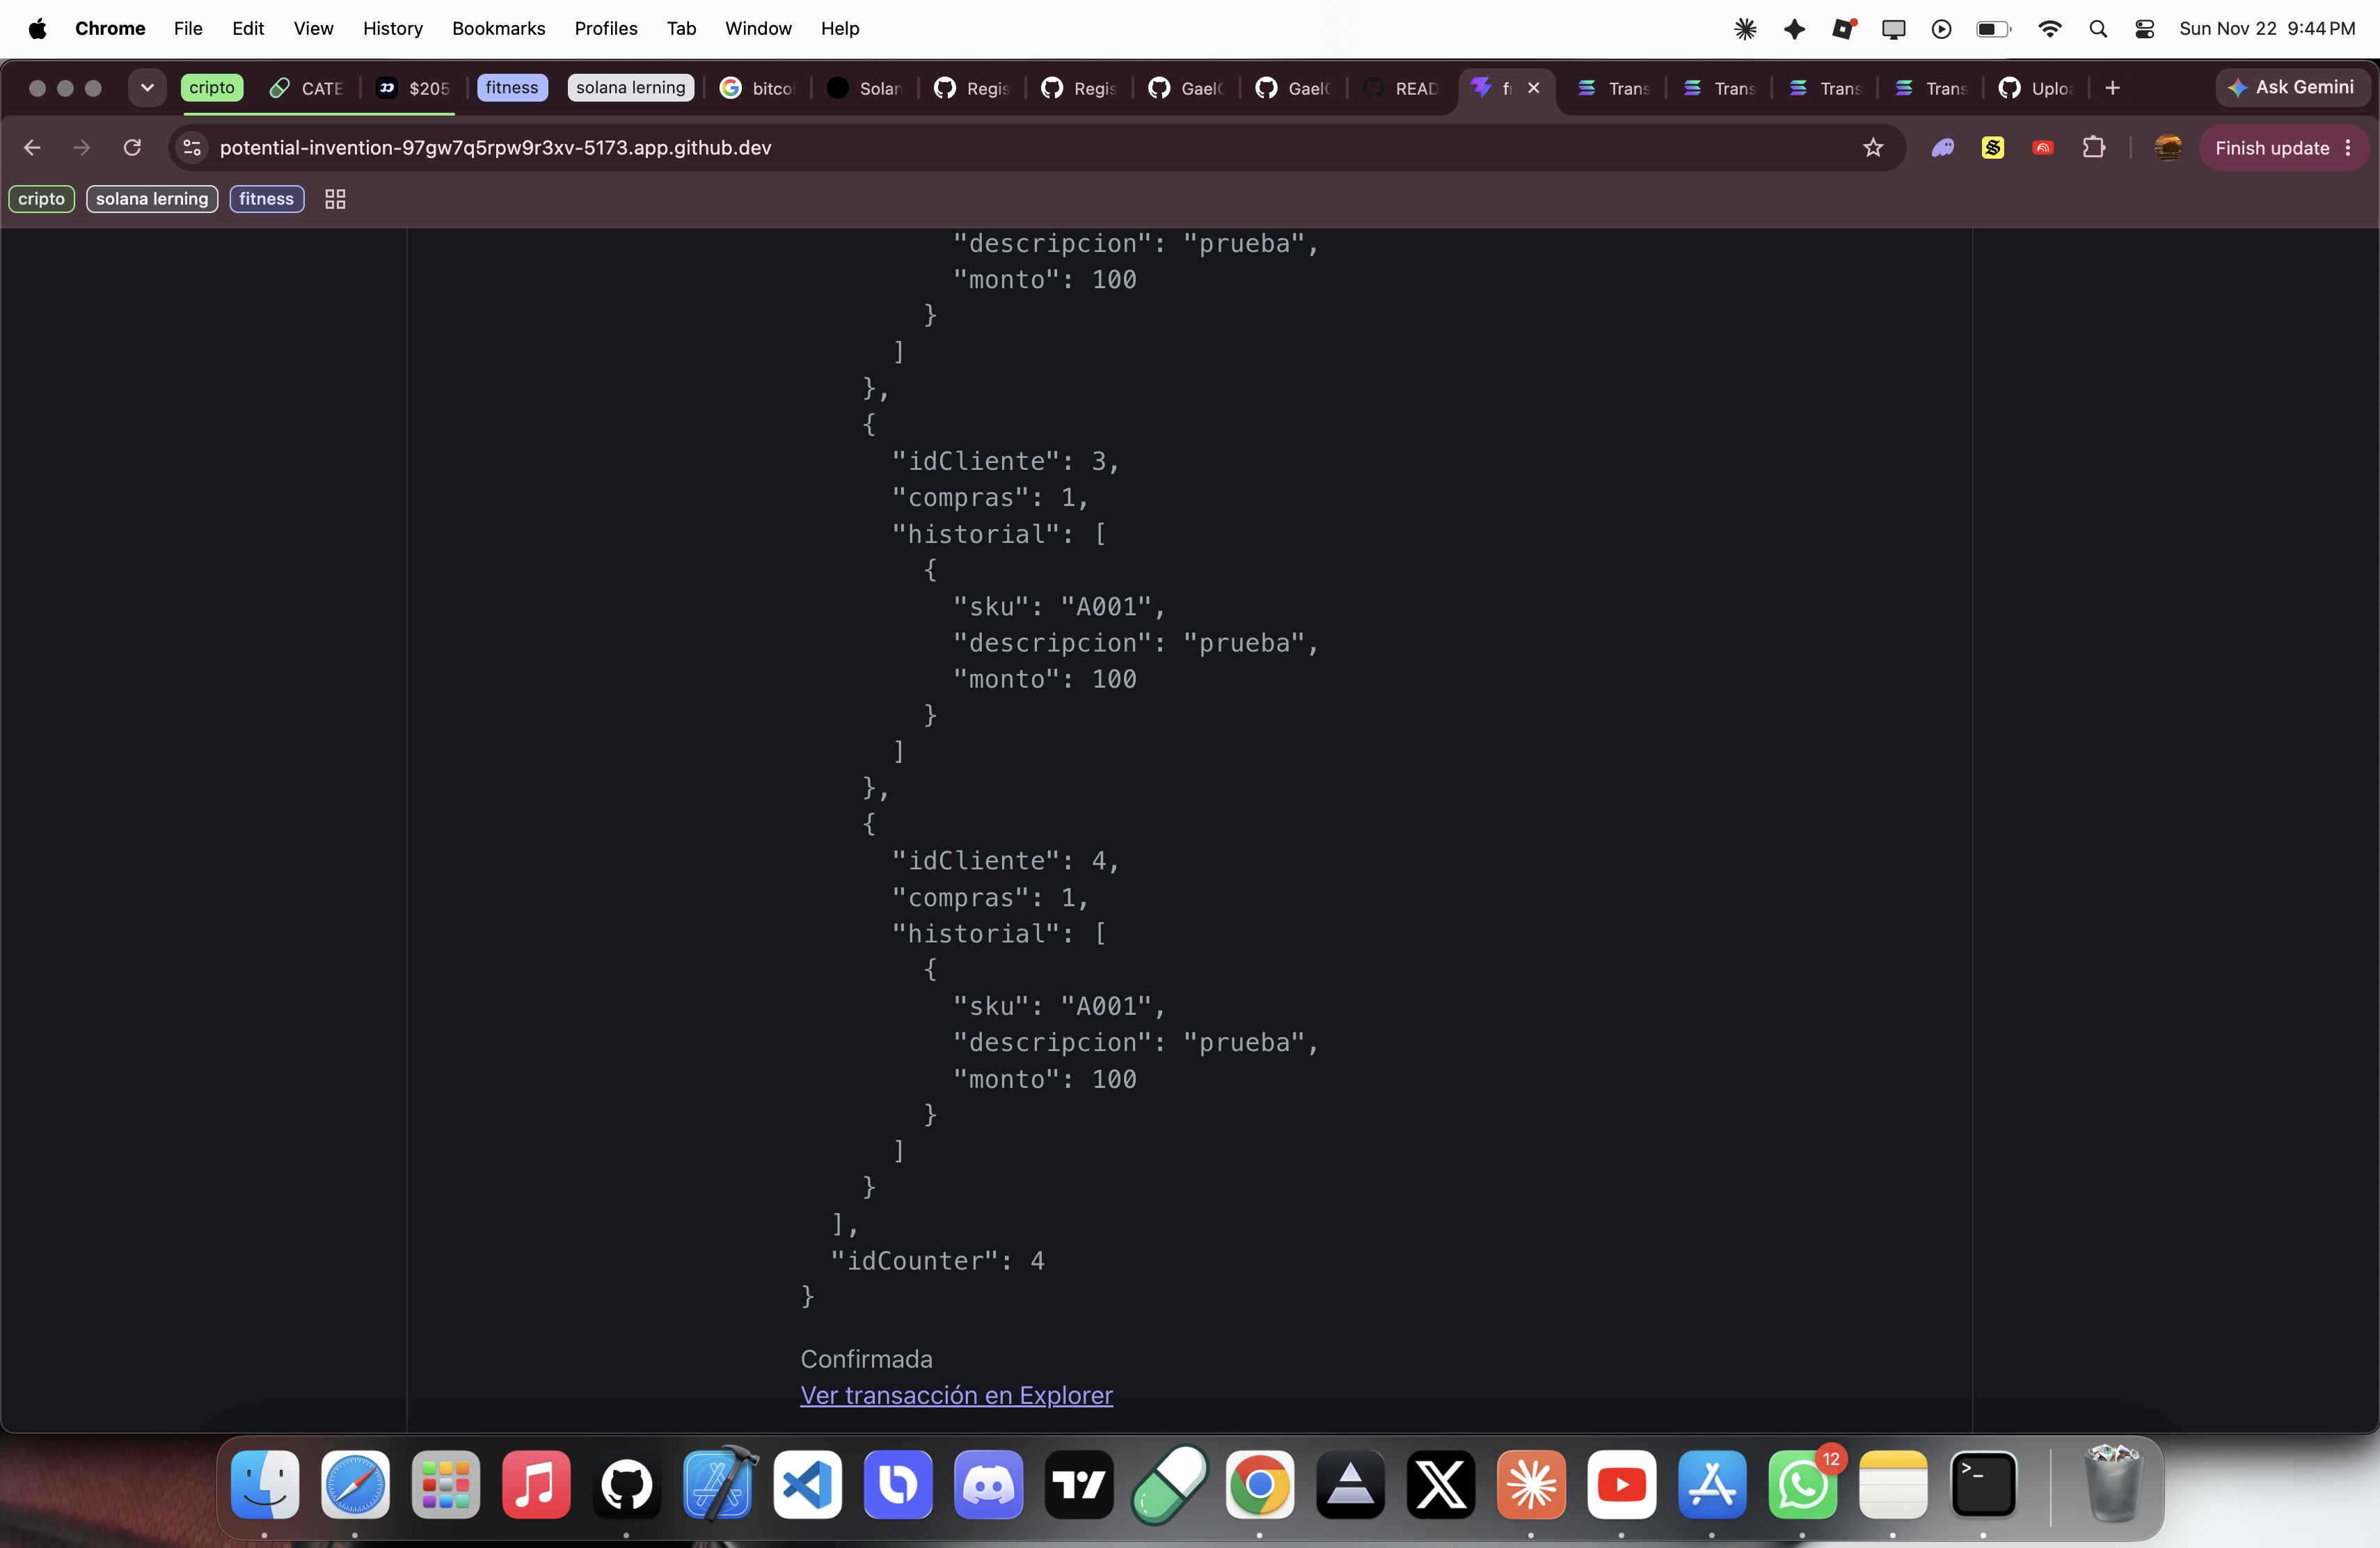 Chrome File Edit View History Bookmarks Profiles Tab Window Help Sun Nov 22 9:44 PM
cripto CATE $205 fitness solana lerning bitcoi Solan Regis Regis GaelC GaelC READ f Trans Trans Trans Trans Uploa Ask Gemini
potential-invention-97gw7q5rpw9r3xv-5173.app.github.dev Finish update
cripto solana lerning fitness
"descripcion": "prueba",
"monto": 100
}
]
},
{
"idCliente": 3,
"compras": 1,
"historial": [
{
"sku": "A001",
"descripcion": "prueba",
"monto": 100
}
]
},
{
"idCliente": 4,
"compras": 1,
"historial": [
{
"sku": "A001",
"descripcion": "prueba",
"monto": 100
}
]
}
],
"idCounter": 4
}
Confirmada
Ver transacción en Explorer
12